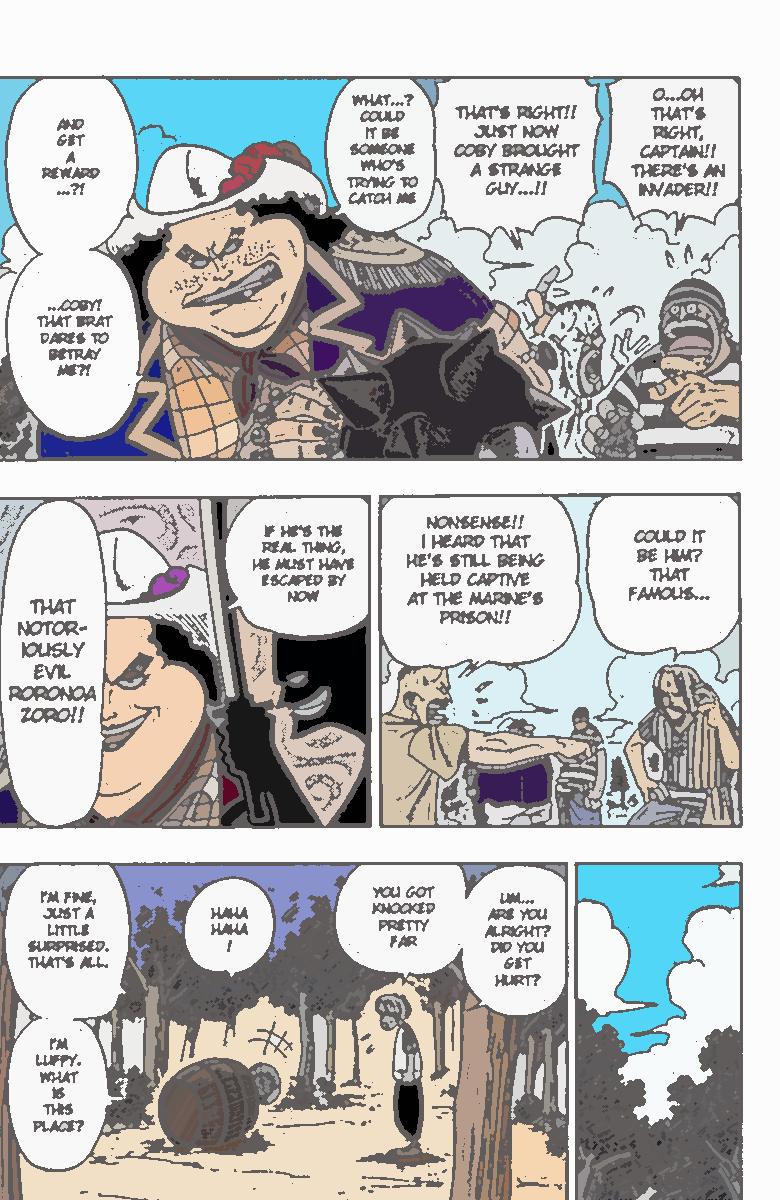 O...OH
THAT'S
RIGHT,
CAPTAIN!!
THERE'S AN
INVADER!!
THAT'S RIGHT!!
JUST NOW
COBY BROUGHT
A STRANGE
GUY...!!
WHAT...?
COULD
IT BE
SOMEONE
WHO'S
TRYING TO
CATCH ME
AND
GET
A
REWARD
...?!
...COBY!
THAT BRAT
DARES TO
BETRAY
ME?!
COULD IT
BE HIM?
THAT
FAMOUS...
NONSENSE!!
I HEARD THAT
HE'S STILL BEING
HELD CAPTIVE
AT THE MARINE'S
PRISON!!
IF HE'S THE
REAL THING,
HE MUST HAVE
ESCAPED BY
NOW
THAT
NOTOR-
IOUSLY
EVIL
RORONOA
ZORO!!
UM...
ARE YOU
ALRIGHT?
DID YOU
GET
HURT?
YOU GOT
KNOCKED
PRETTY
FAR
HAHA
HAHA
!
I'M FINE,
JUST A
LITTLE
SURPRISED.
THAT'S ALL.
I'M
LUFFY.
WHAT
IS
THIS
PLACE?